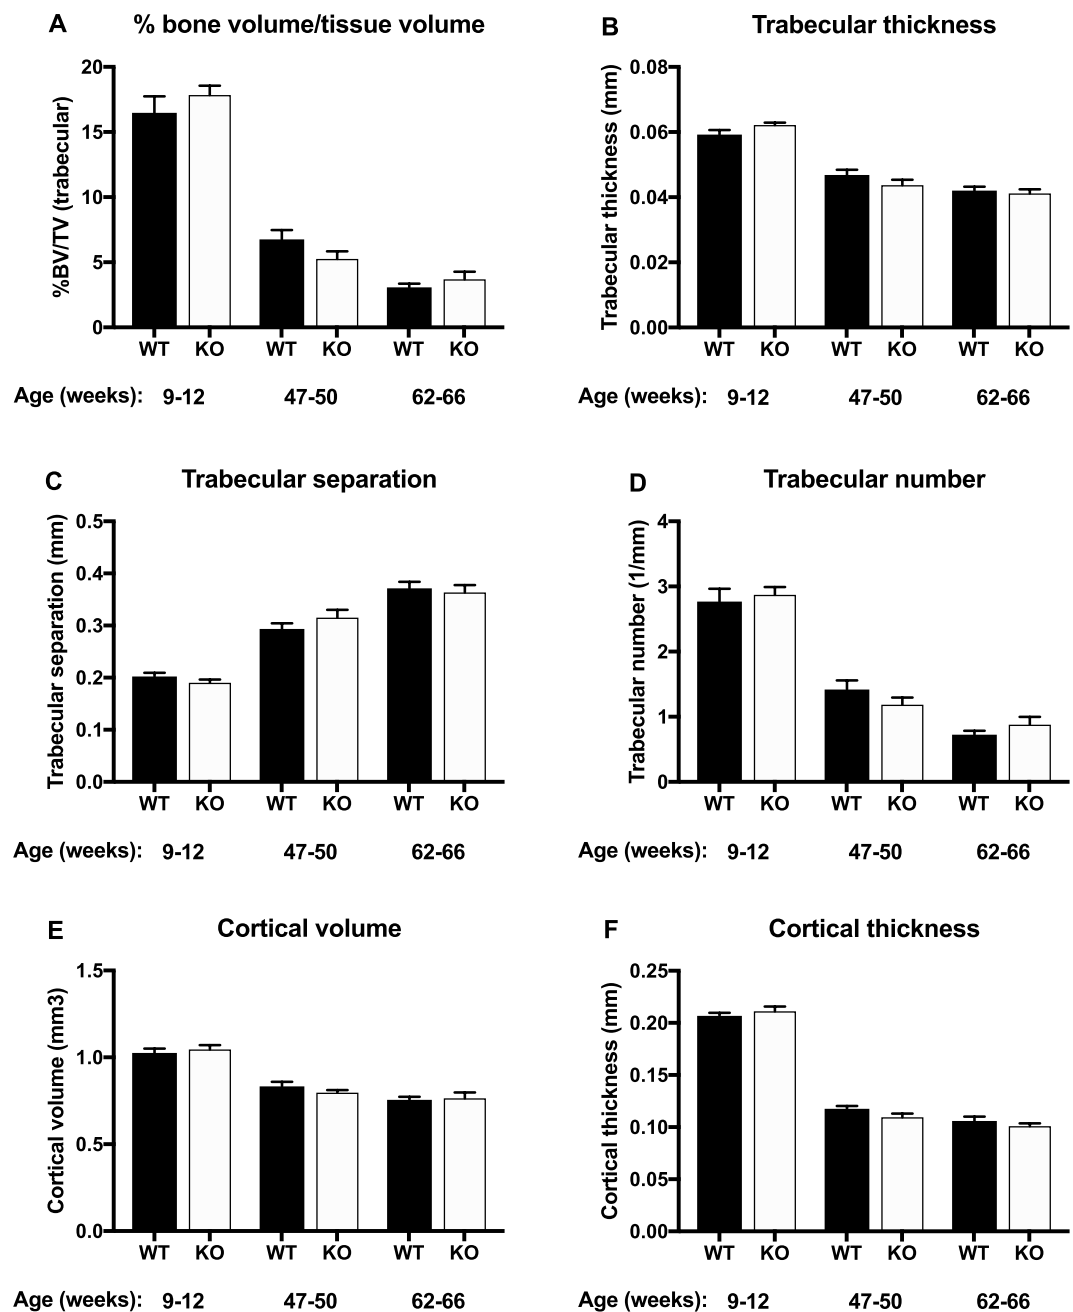 A % bone volume/tissue volume
%BV/TV (trabecular)
20
15
10
5
0
WT KO WT KO WT KO
Age (weeks): 9-12 47-50 62-66
B Trabecular thickness
Trabecular thickness (mm)
0.08
0.06
0.04
0.02
0.00
WT KO WT KO WT KO
Age (weeks): 9-12 47-50 62-66
C Trabecular separation
Trabecular separation (mm)
0.5
0.4
0.3
0.2
0.1
0.0
WT KO WT KO WT KO
Age (weeks): 9-12 47-50 62-66
D Trabecular number
Trabecular number (1/mm)
4
3
2
1
0
WT KO WT KO WT KO
Age (weeks): 9-12 47-50 62-66
E Cortical volume
Cortical volume (mm3)
1.5
1.0
0.5
0.0
WT KO WT KO WT KO
Age (weeks): 9-12 47-50 62-66
F Cortical thickness
Cortical thickness (mm)
0.25
0.20
0.15
0.10
0.05
0.00
WT KO WT KO WT KO
Age (weeks): 9-12 47-50 62-66